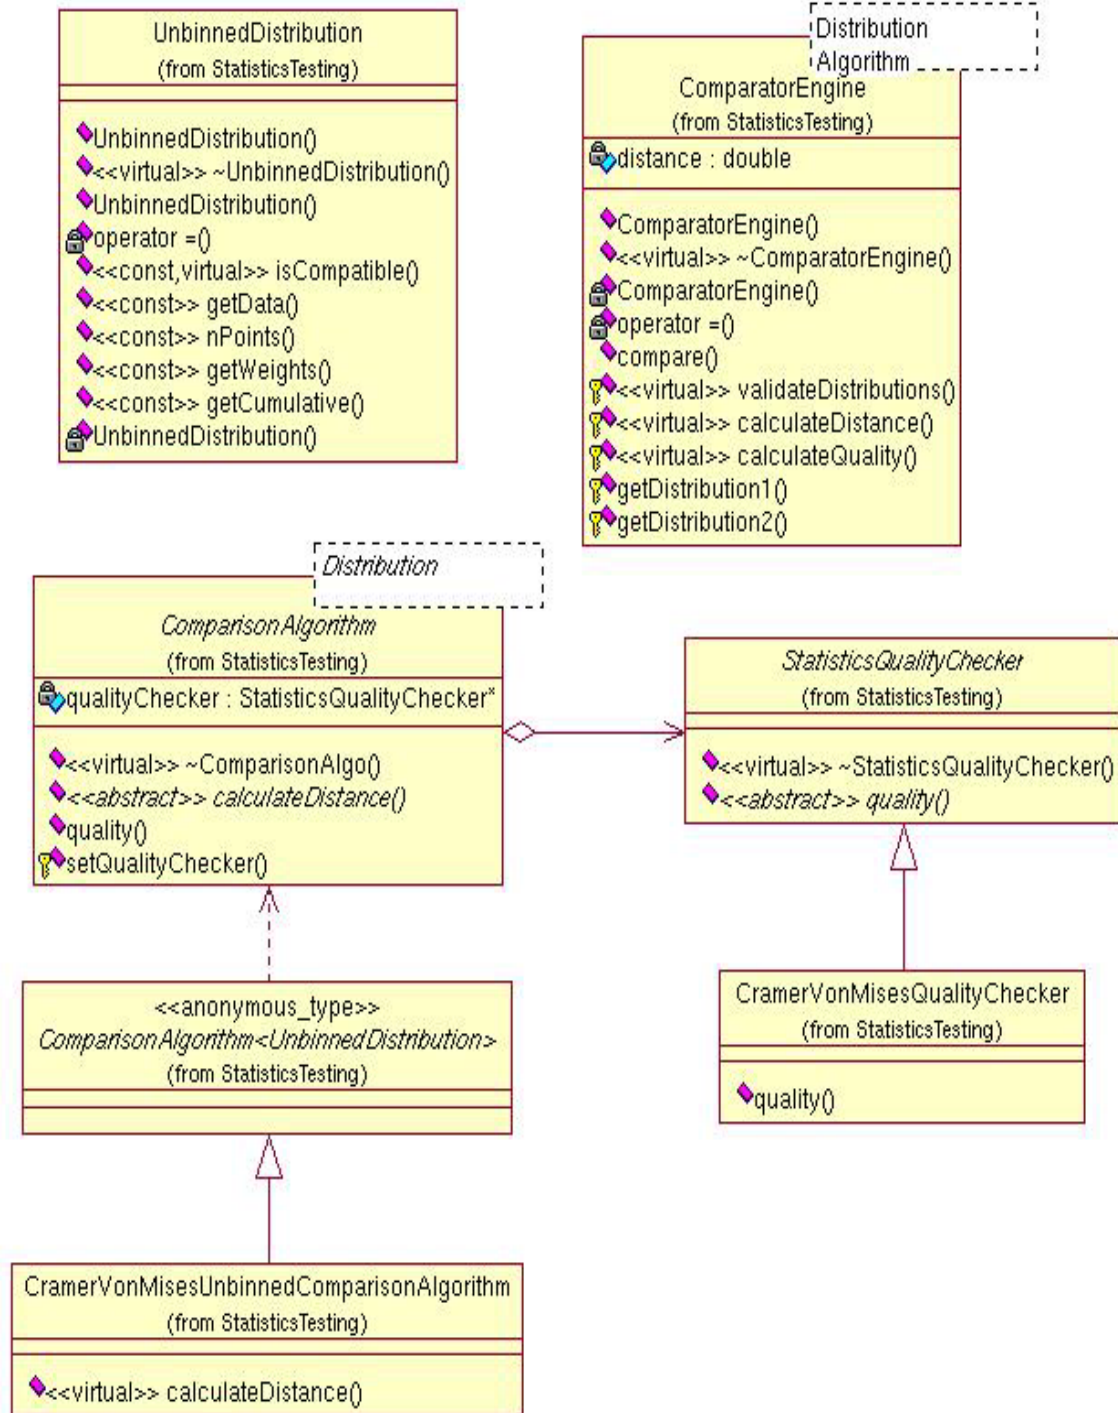 UnbinnedDistribution
(from StatisticsTesting)
UnbinnedDistribution()
<<virtual>> ~UnbinnedDistribution()
UnbinnedDistribution()
operator =()
<<const,virtual>> isCompatible()
<<const>> getData()
<<const>> nPoints()
<<const>> getWeights()
<<const>> getCumulative()
UnbinnedDistribution()
Distribution
Algorithm
ComparatorEngine
(from StatisticsTesting)
distance : double
ComparatorEngine()
<<virtual>> ~ComparatorEngine()
ComparatorEngine()
operator =()
compare()
<<virtual>> validateDistributions()
<<virtual>> calculateDistance()
<<virtual>> calculateQuality()
getDistribution1()
getDistribution2()
Distribution
ComparisonAlgorithm
(from StatisticsTesting)
qualityChecker : StatisticsQualityChecker*
<<virtual>> ~ComparisonAlgo()
<<abstract>> calculateDistance()
quality()
setQualityChecker()
StatisticsQualityChecker
(from StatisticsTesting)
<<virtual>> ~StatisticsQualityChecker()
<<abstract>> quality()
<<anonymous_type>>
ComparisonAlgorithm<UnbinnedDistribution>
(from StatisticsTesting)
CramerVonMisesQualityChecker
(from StatisticsTesting)
quality()
CramerVonMisesUnbinnedComparisonAlgorithm
(from StatisticsTesting)
<<virtual>> calculateDistance()